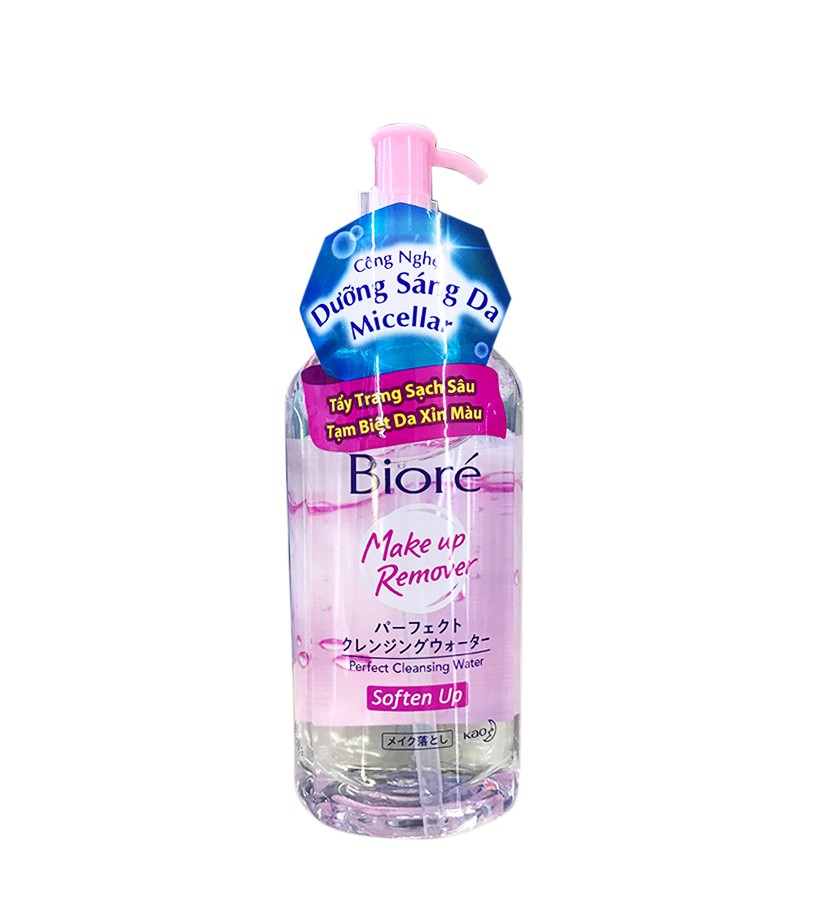 Công Nghệ
Dưỡng Sáng Da
Micellar
Tẩy Trang Sạch Sâu
Tạm Biệt Da Xỉn Màu
Bioré
Make up
Remover
パーフェクト
クレンジングウォーター
Perfect Cleansing Water
Soften Up
メイク落とし
Kao